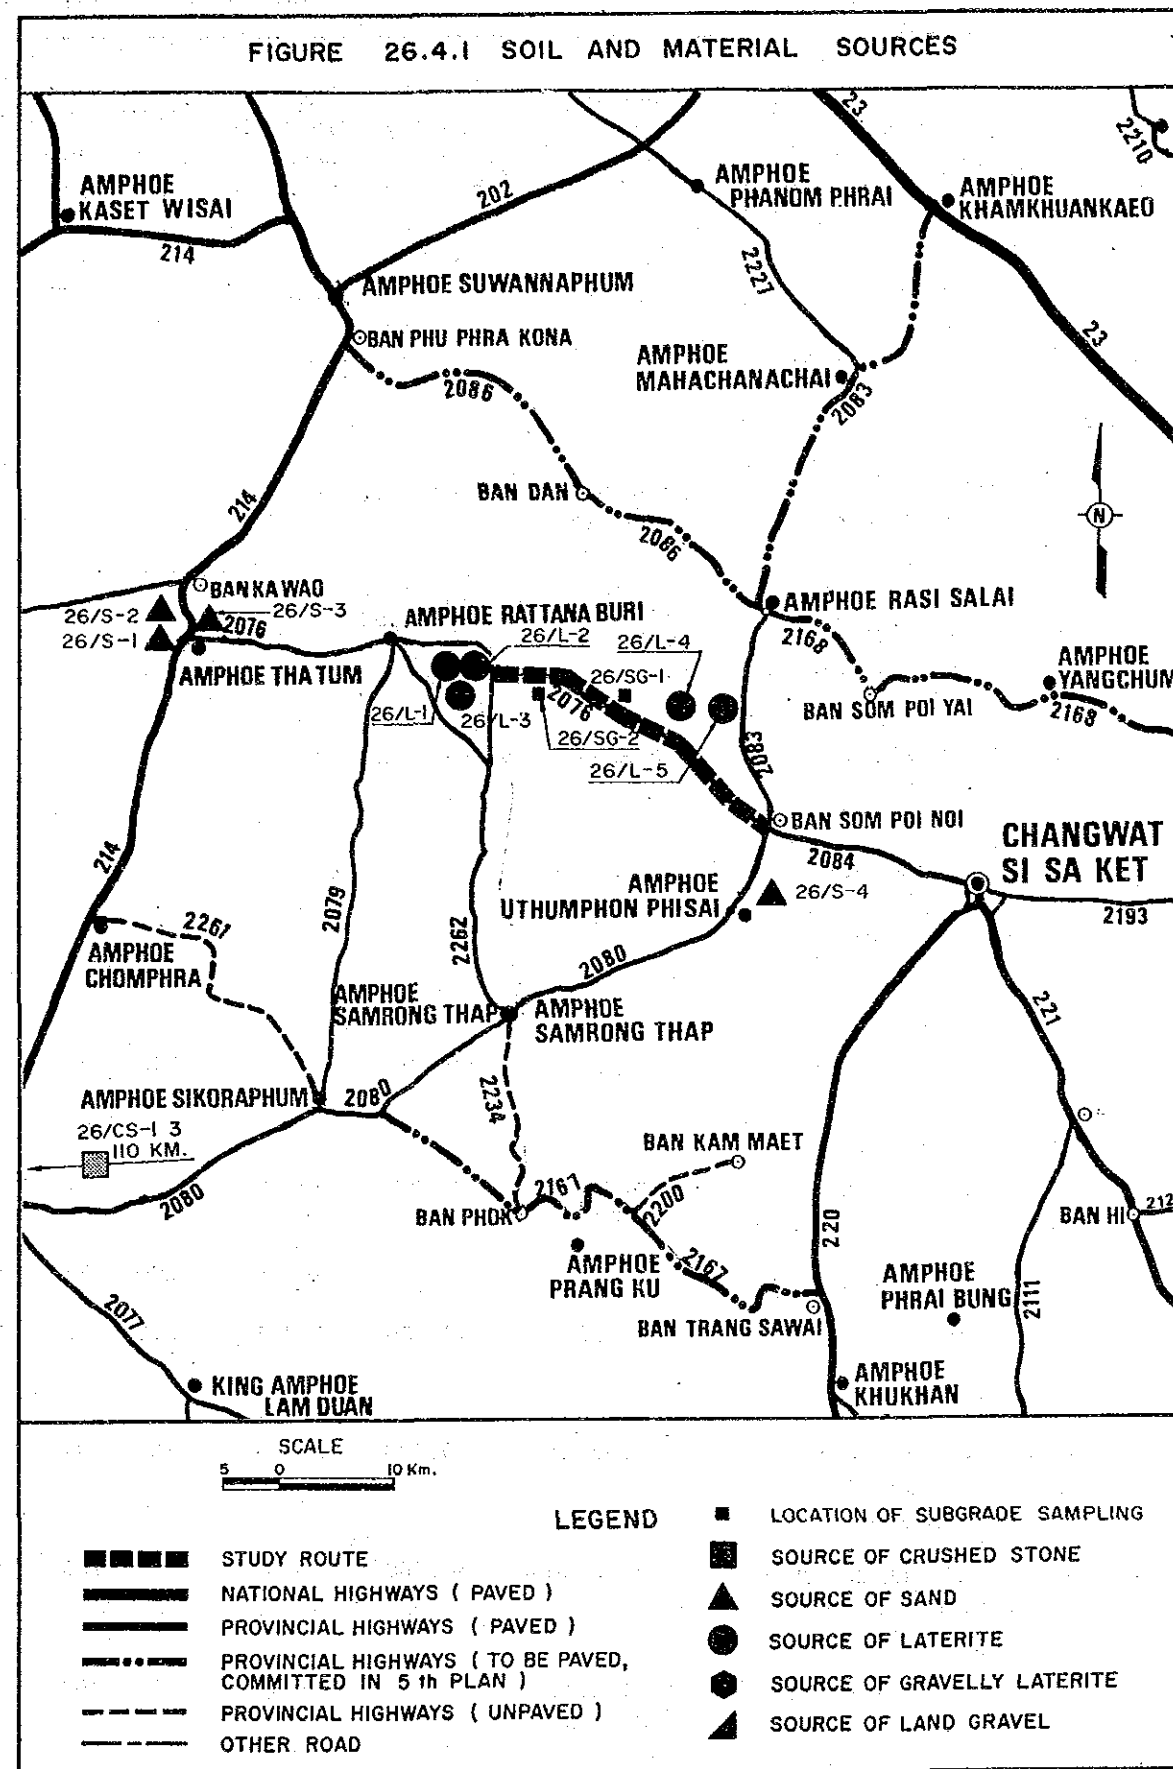 FIGURE 26.4.1 SOIL AND MATERIAL SOURCES
23
2210
AMPHOE
KASET WISAI
202
AMPHOE
PHANOM PHRAI
AMPHOE
KHAMKHUANKAEO
214
2227
AMPHOE SUWANNAPHUM
BAN PHU PHRA KONA
23
AMPHOE
MAHACHANACHAI
2086
2083
BAN DAN
214
2086
N
BAN KA WAO
26/S-2
26/S-3
26/S-1
2076
AMPHOE RATTANA BURI
AMPHOE RASI SALAI
26/L-2
26/L-4
2168
AMPHOE THA TUM
26/SG-1
AMPHOE
YANGCHUM
26/L-1
26/L-3
2076
BAN SOM POI YAI
2168
26/SG-2
2083
26/L-5
BAN SOM POI NOI
CHANGWAT
SI SA KET
214
2084
2079
AMPHOE
UTHUMPHON PHISAI
26/S-4
2193
2261
2262
AMPHOE
CHOMPHRA
2080
AMPHOE
SAMRONG THAP
AMPHOE
SAMRONG THAP
221
AMPHOE SIKORAPHUM
2080
2234
26/CS-1 3
110 KM.
BAN KAM MAET
2080
2167
2200
BAN PHOK
220
BAN HI
212
AMPHOE
PRANG KU
2167
AMPHOE
PHRAI BUNG
2111
2077
BAN TRANG SAWAI
KING AMPHOE
LAM DUAN
AMPHOE
KHUKHAN
SCALE
5 0 10 Km.
LEGEND
STUDY ROUTE
NATIONAL HIGHWAYS ( PAVED )
PROVINCIAL HIGHWAYS ( PAVED )
PROVINCIAL HIGHWAYS ( TO BE PAVED,
COMMITTED IN 5 th PLAN )
PROVINCIAL HIGHWAYS ( UNPAVED )
OTHER ROAD
LOCATION OF SUBGRADE SAMPLING
SOURCE OF CRUSHED STONE
SOURCE OF SAND
SOURCE OF LATERITE
SOURCE OF GRAVELLY LATERITE
SOURCE OF LAND GRAVEL